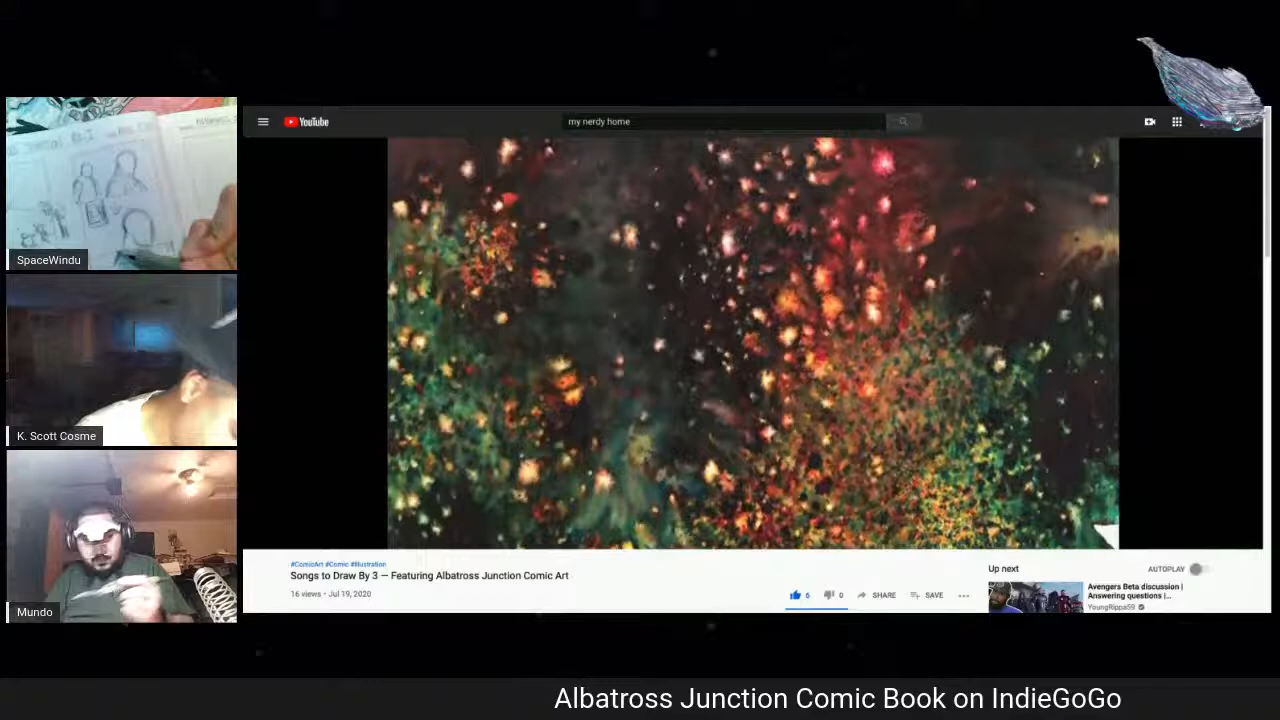 YouTube
my nerdy home
SpaceWindu
K. Scott Cosme
Mundo
#ComicArt #Comic #Illustration
Songs to Draw By 3 — Featuring Albatross Junction Comic Art
16 views • Jul 19, 2020
6
0
SHARE
SAVE
Up next
AUTOPLAY
Avengers Beta discussion |
Answering questions |...
YoungRippa59
Albatross Junction Comic Book on IndieGoGo